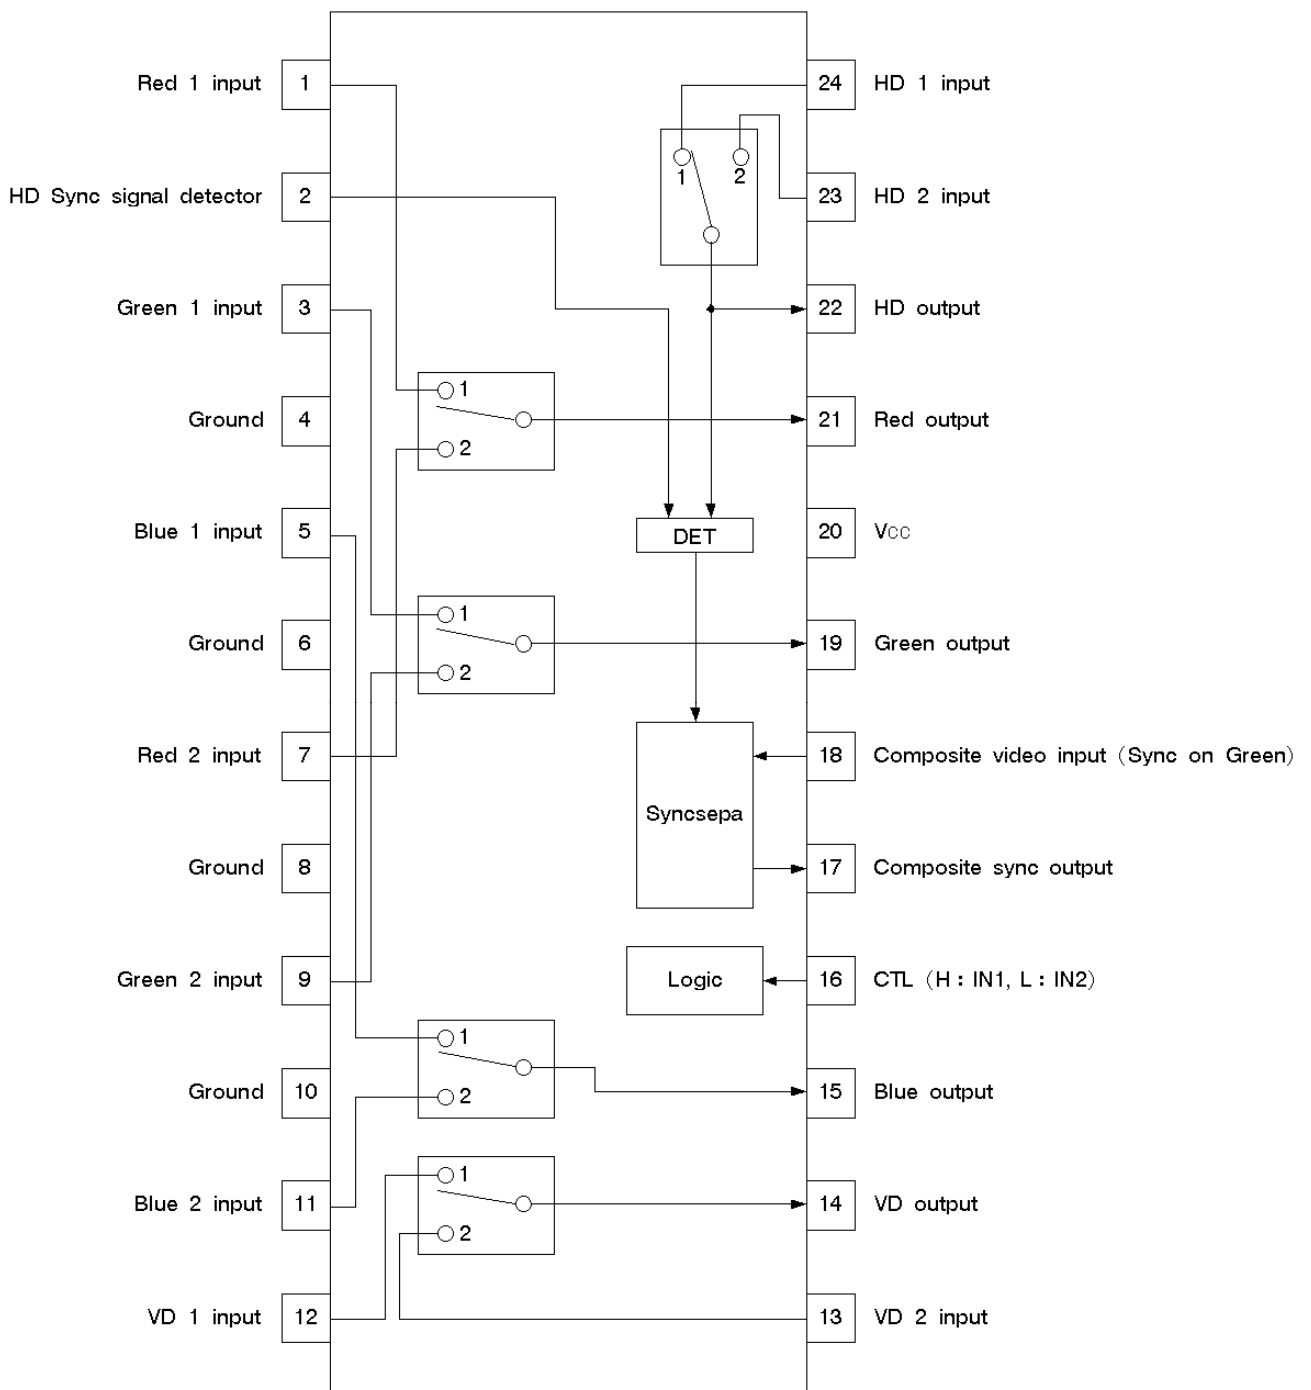 Red 1 input
1
24
HD 1 input
1
2
HD Sync signal detector
2
23
HD 2 input
Green 1 input
3
22
HD output
1
Ground
4
21
Red output
2
Blue 1 input
5
DET
20
VCC
1
Ground
6
19
Green output
2
Red 2 input
7
18
Composite video input (Sync on Green)
Syncsepa
Ground
8
17
Composite sync output
Green 2 input
9
Logic
16
CTL (H : IN1, L : IN2)
1
Ground
10
2
15
Blue output
1
Blue 2 input
11
14
VD output
2
VD 1 input
12
13
VD 2 input